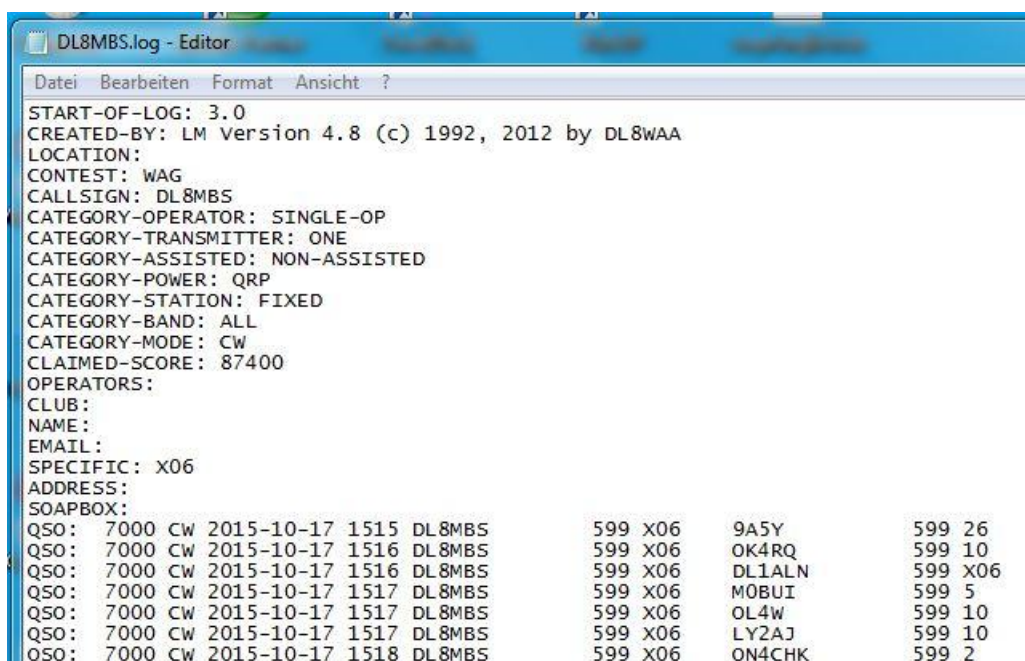 DL8MBS.log - Editor
Datei Bearbeiten Format Ansicht ?
START-OF-LOG: 3.0
CREATED-BY: LM Version 4.8 (c) 1992, 2012 by DL8WAA
LOCATION:
CONTEST: WAG
CALLSIGN: DL8MBS
CATEGORY-OPERATOR: SINGLE-OP
CATEGORY-TRANSMITTER: ONE
CATEGORY-ASSISTED: NON-ASSISTED
CATEGORY-POWER: QRP
CATEGORY-STATION: FIXED
CATEGORY-BAND: ALL
CATEGORY-MODE: CW
CLAIMED-SCORE: 87400
OPERATORS:
CLUB:
NAME:
EMAIL:
SPECIFIC: X06
ADDRESS:
SOAPBOX:
QSO: 7000 CW 2015-10-17 1515 DL8MBS 599 X06 9A5Y 599 26
QSO: 7000 CW 2015-10-17 1516 DL8MBS 599 X06 OK4RQ 599 10
QSO: 7000 CW 2015-10-17 1516 DL8MBS 599 X06 DL1ALN 599 X06
QSO: 7000 CW 2015-10-17 1517 DL8MBS 599 X06 M0BUI 599 5
QSO: 7000 CW 2015-10-17 1517 DL8MBS 599 X06 OL4W 599 10
QSO: 7000 CW 2015-10-17 1517 DL8MBS 599 X06 LY2AJ 599 10
QSO: 7000 CW 2015-10-17 1518 DL8MBS 599 X06 ON4CHK 599 2